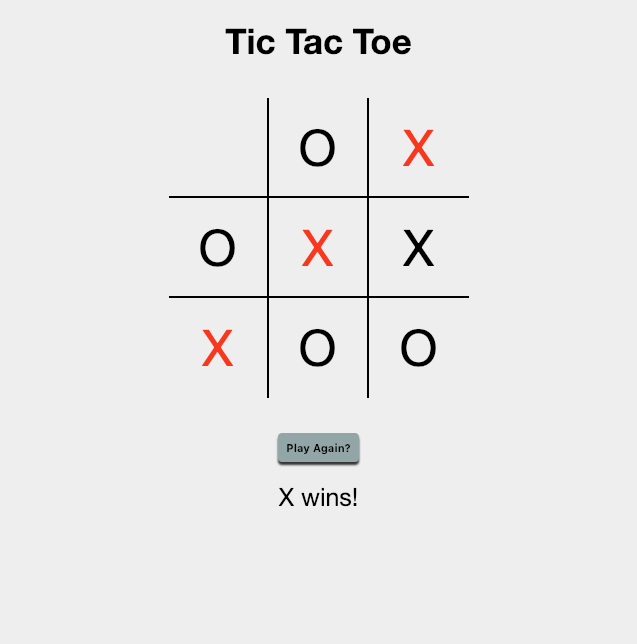 Tic Tac Toe
O X
O X X
X O O
Play Again?
X wins!